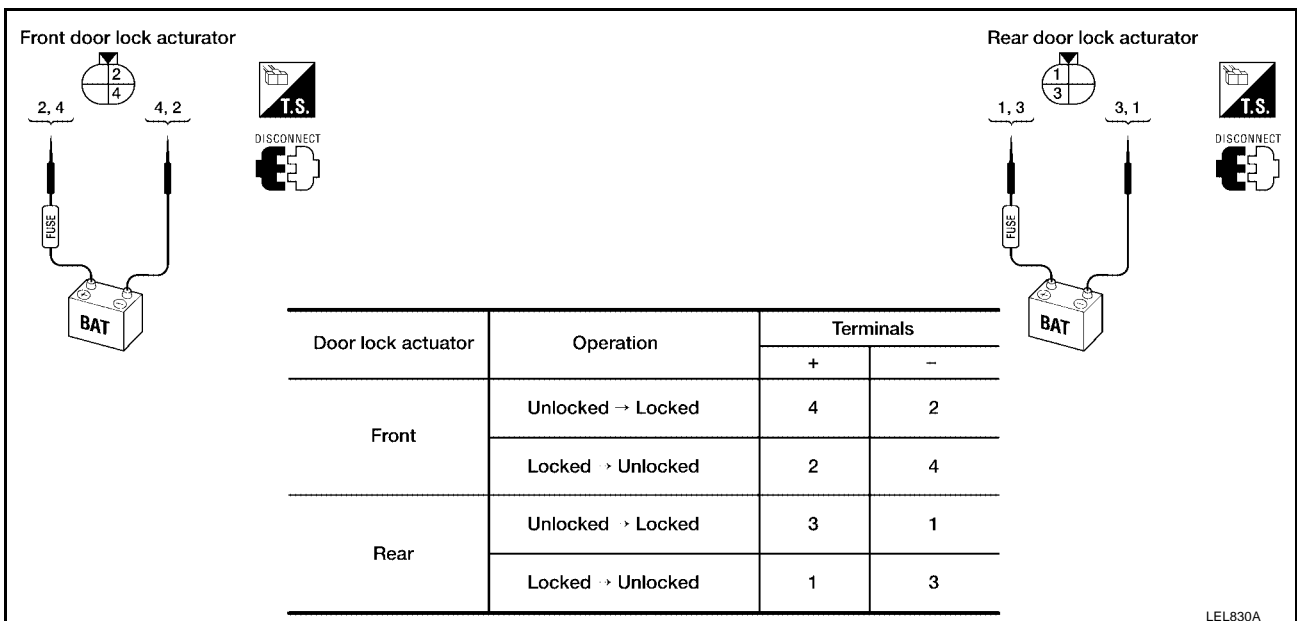 Front door lock acturator
2
4
2, 4
4, 2
T.S.
DISCONNECT
FUSE
+
−
BAT
Rear door lock acturator
1
3
1, 3
3, 1
T.S.
DISCONNECT
FUSE
+
−
BAT
Door lock actuator Operation Terminals
+ −
Front Unlocked → Locked 4 2
Locked → Unlocked 2 4
Rear Unlocked → Locked 3 1
Locked → Unlocked 1 3
LEL830A